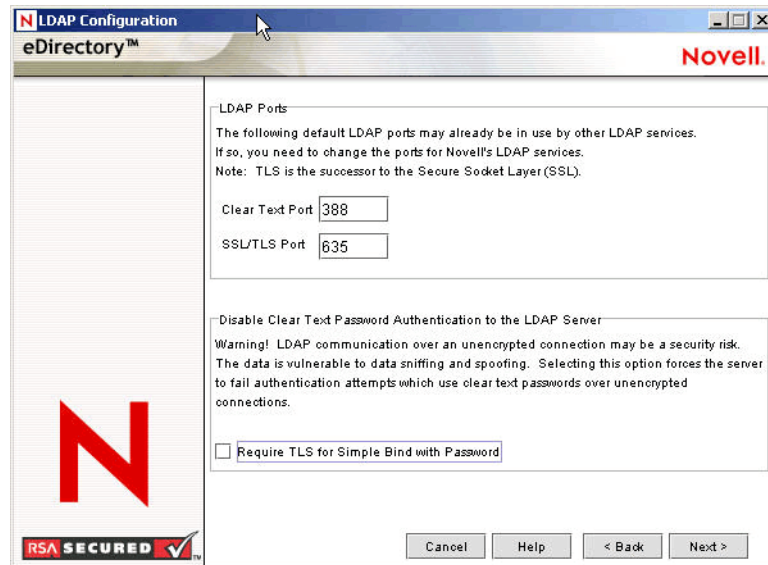 N LDAP Configuration
eDirectory™
Novell.
LDAP Ports
The following default LDAP ports may already be in use by other LDAP services.
If so, you need to change the ports for Novell's LDAP services.
Note: TLS is the successor to the Secure Socket Layer (SSL).
Clear Text Port 388
SSL/TLS Port 635
Disable Clear Text Password Authentication to the LDAP Server
Warning! LDAP communication over an unencrypted connection may be a security risk.
The data is vulnerable to data sniffing and spoofing. Selecting this option forces the server
to fail authentication attempts which use clear text passwords over unencrypted
connections.
Require TLS for Simple Bind with Password
N
RSA SECURED ™
Cancel Help < Back Next >